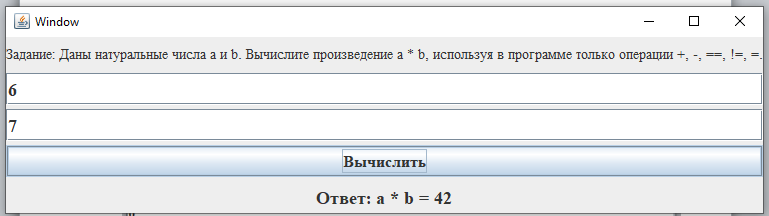 Window
Задание: Даны натуральные числа a и b. Вычислите произведение a * b, используя в программе только операции +, -, ==, !=, =.
6
7
Вычислить
Ответ: a * b = 42